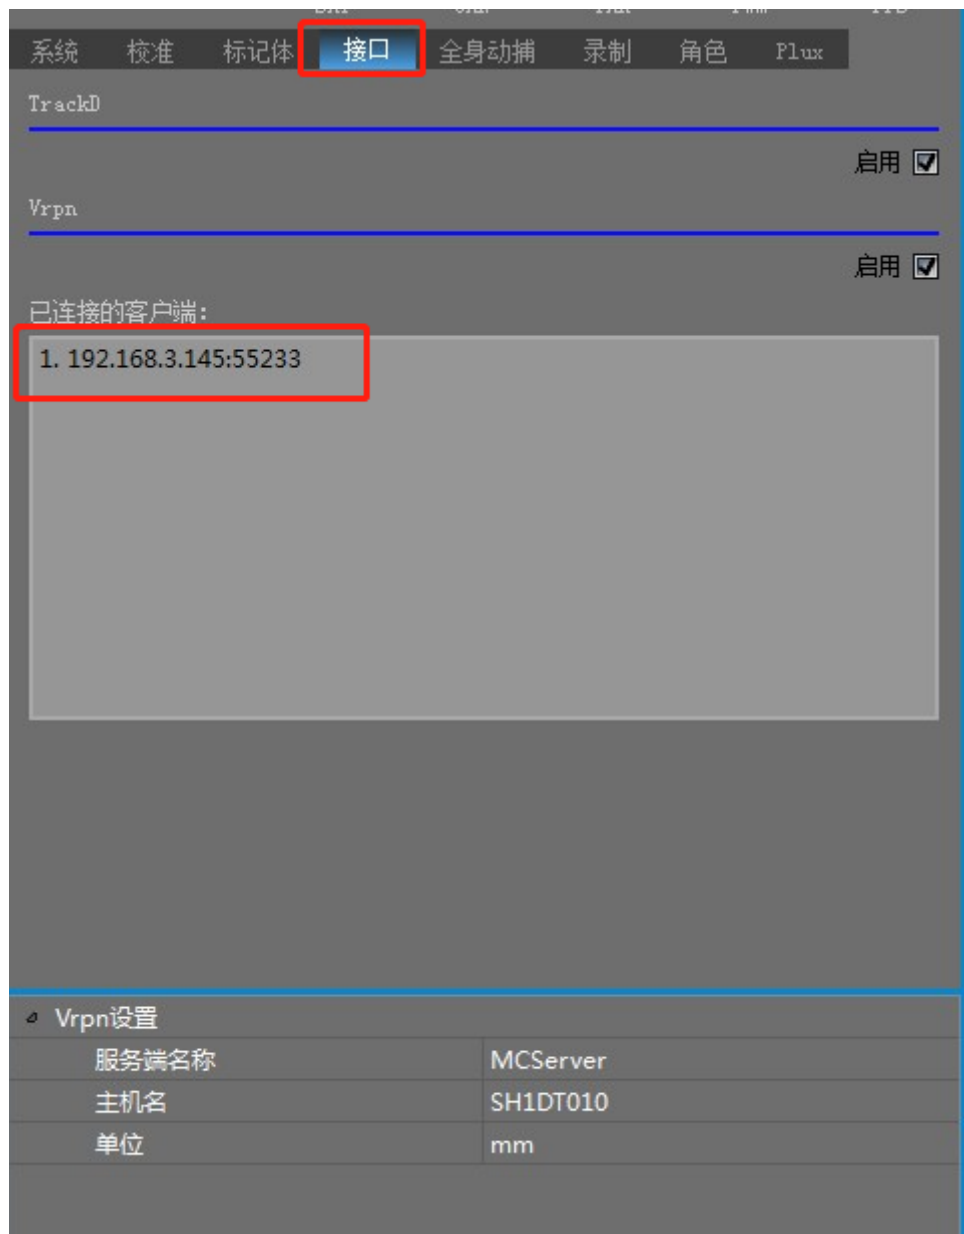 系统 校准 标记体 接口 全身动捕 录制 角色 Plux
TrackD
启用
Vrpn
启用
已连接的客户端:
1. 192.168.3.145:55233
Vrpn设置
服务端名称 MCServer
主机名 SH1DT010
单位 mm